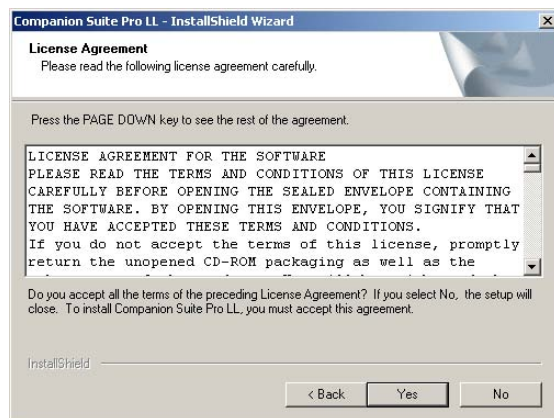 Companion Suite Pro LL - InstallShield Wizard
License Agreement
Please read the following license agreement carefully.
Press the PAGE DOWN key to see the rest of the agreement.
LICENSE AGREEMENT FOR THE SOFTWARE
PLEASE READ THE TERMS AND CONDITIONS OF THIS LICENSE
CAREFULLY BEFORE OPENING THE SEALED ENVELOPE CONTAINING
THE SOFTWARE. BY OPENING THIS ENVELOPE, YOU SIGNIFY THAT
YOU HAVE ACCEPTED THESE TERMS AND CONDITIONS.
If you do not accept the terms of this license, promptly
return the unopened CD-ROM packaging as well as the
Do you accept all the terms of the preceding License Agreement? If you select No, the setup will
close. To install Companion Suite Pro LL, you must accept this agreement.
InstallShield
< Back Yes No